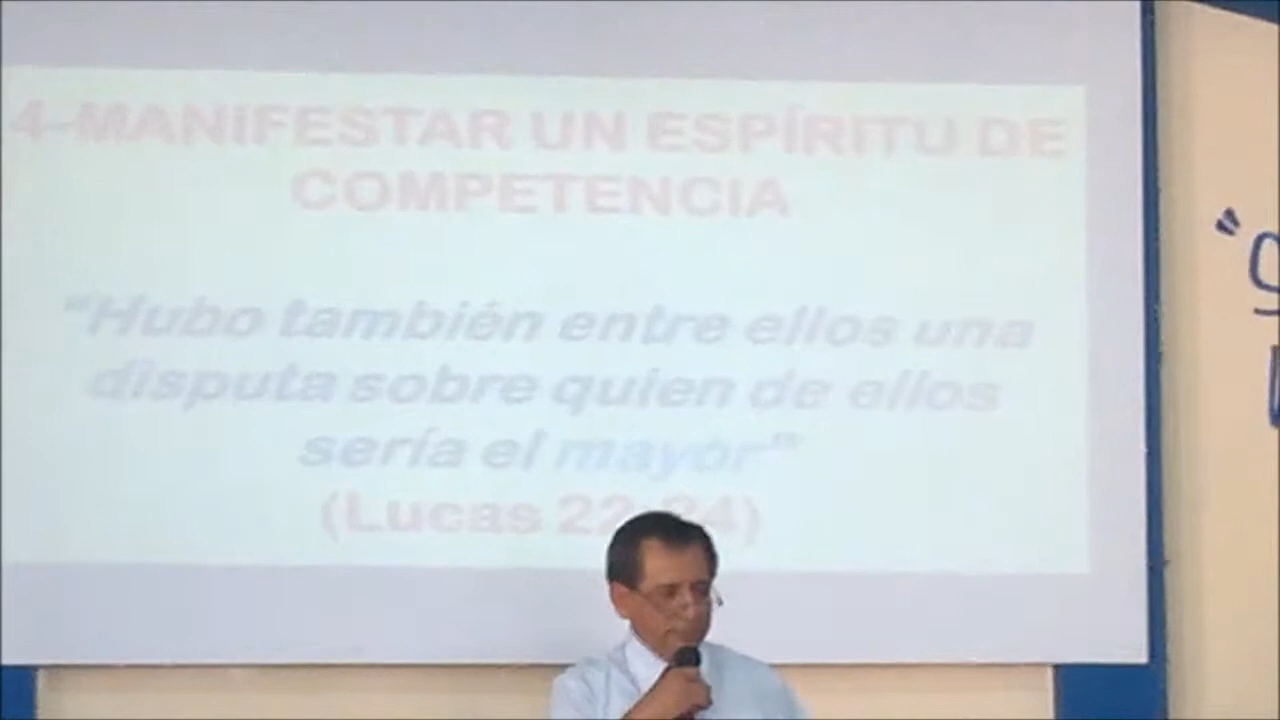 4-MANIFESTAR UN ESPÍRITU DE
COMPETENCIA
“Hubo también entre ellos una
disputa sobre quien de ellos
sería el mayor”
(Lucas 22:24)